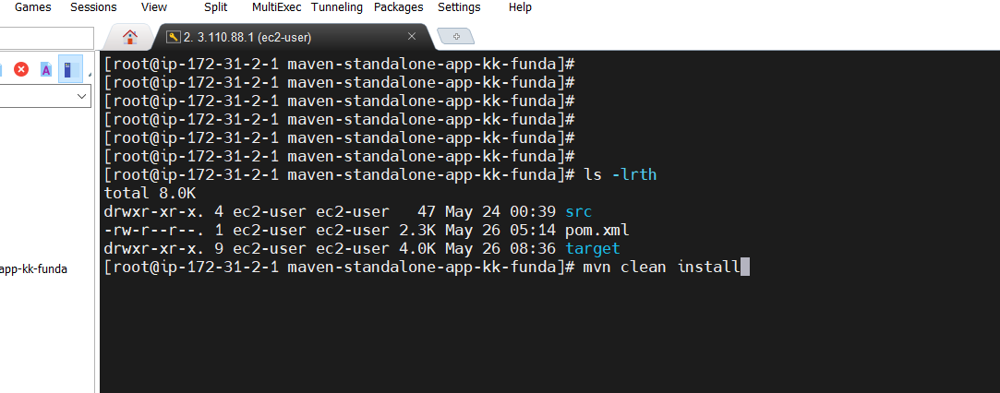 Games Sessions View Split MultiExec Tunneling Packages Settings Help
2. 3.110.88.1 (ec2-user)
[root@ip-172-31-2-1 maven-standalone-app-kk-funda]#
[root@ip-172-31-2-1 maven-standalone-app-kk-funda]#
[root@ip-172-31-2-1 maven-standalone-app-kk-funda]#
[root@ip-172-31-2-1 maven-standalone-app-kk-funda]#
[root@ip-172-31-2-1 maven-standalone-app-kk-funda]#
[root@ip-172-31-2-1 maven-standalone-app-kk-funda]#
[root@ip-172-31-2-1 maven-standalone-app-kk-funda]# ls -lrth
total 8.0K
drwxr-xr-x. 4 ec2-user ec2-user   47 May 24 00:39 src
-rw-r--r--. 1 ec2-user ec2-user 2.3K May 26 05:14 pom.xml
drwxr-xr-x. 9 ec2-user ec2-user 4.0K May 26 08:36 target
[root@ip-172-31-2-1 maven-standalone-app-kk-funda]# mvn clean install
app-kk-funda